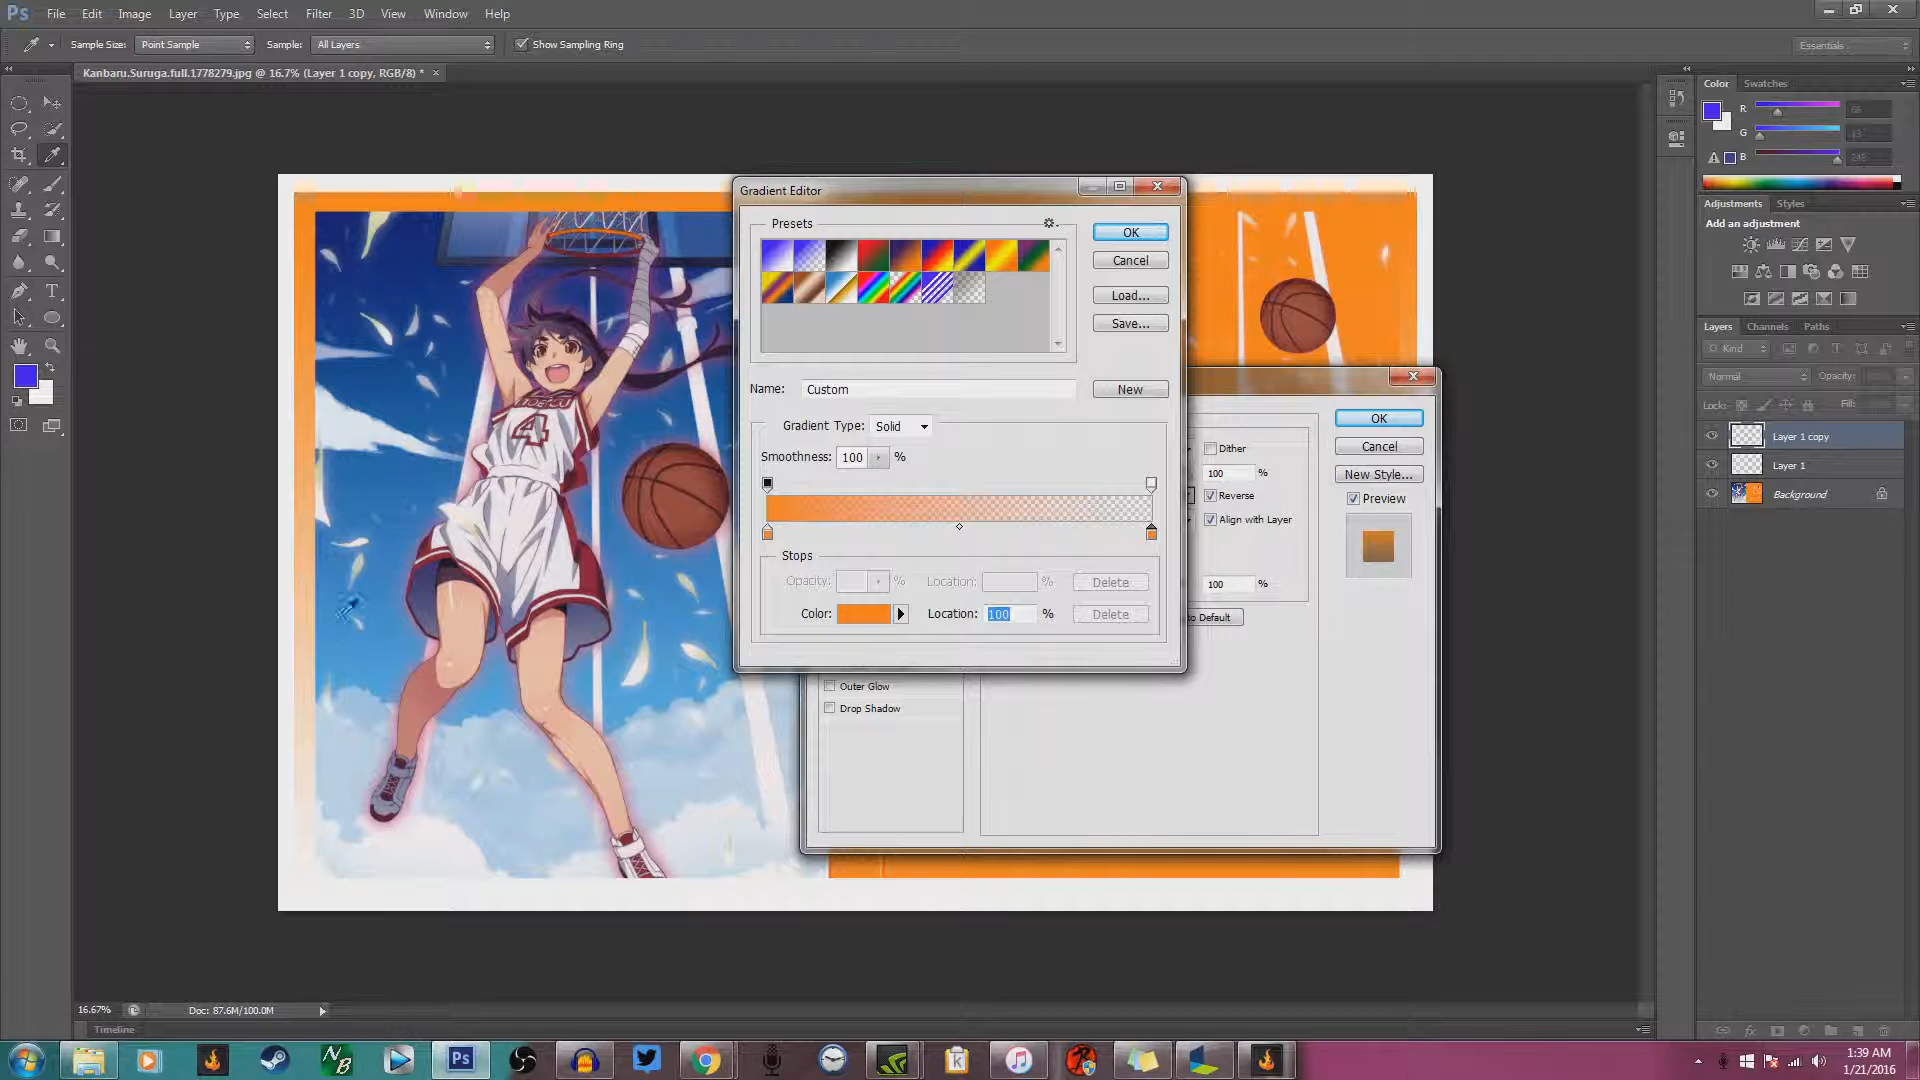 Ps File Edit Image Layer Type Select Filter 3D View Window Help
Sample Size: Point Sample Sample: All Layers Show Sampling Ring Essentials
Kanbaru.Suruga.full.1778279.jpg @ 16.7% (Layer 1 copy, RGB/8) * ×
Color Swatches
R
G
B 248
Adjustments Styles
Add an adjustment
Layers Channels Paths
Kind
Normal Opacity:
Lock: Fill:
Layer 1 copy
Layer 1
Background
Gradient Editor
Presets
OK
Cancel
Load...
Save...
Name: Custom New
Gradient Type: Solid
Smoothness: 100 %
Stops
Opacity: % Location: % Delete
Color: Location: 100 % Delete
Dither
100 %
Reverse
Align with Layer
100 %
to Default
OK
Cancel
New Style...
Preview
Outer Glow
Drop Shadow
4
16.67% Doc: 87.6M/100.0M
Timeline
NB
Ps
k
1:39 AM
1/21/2016